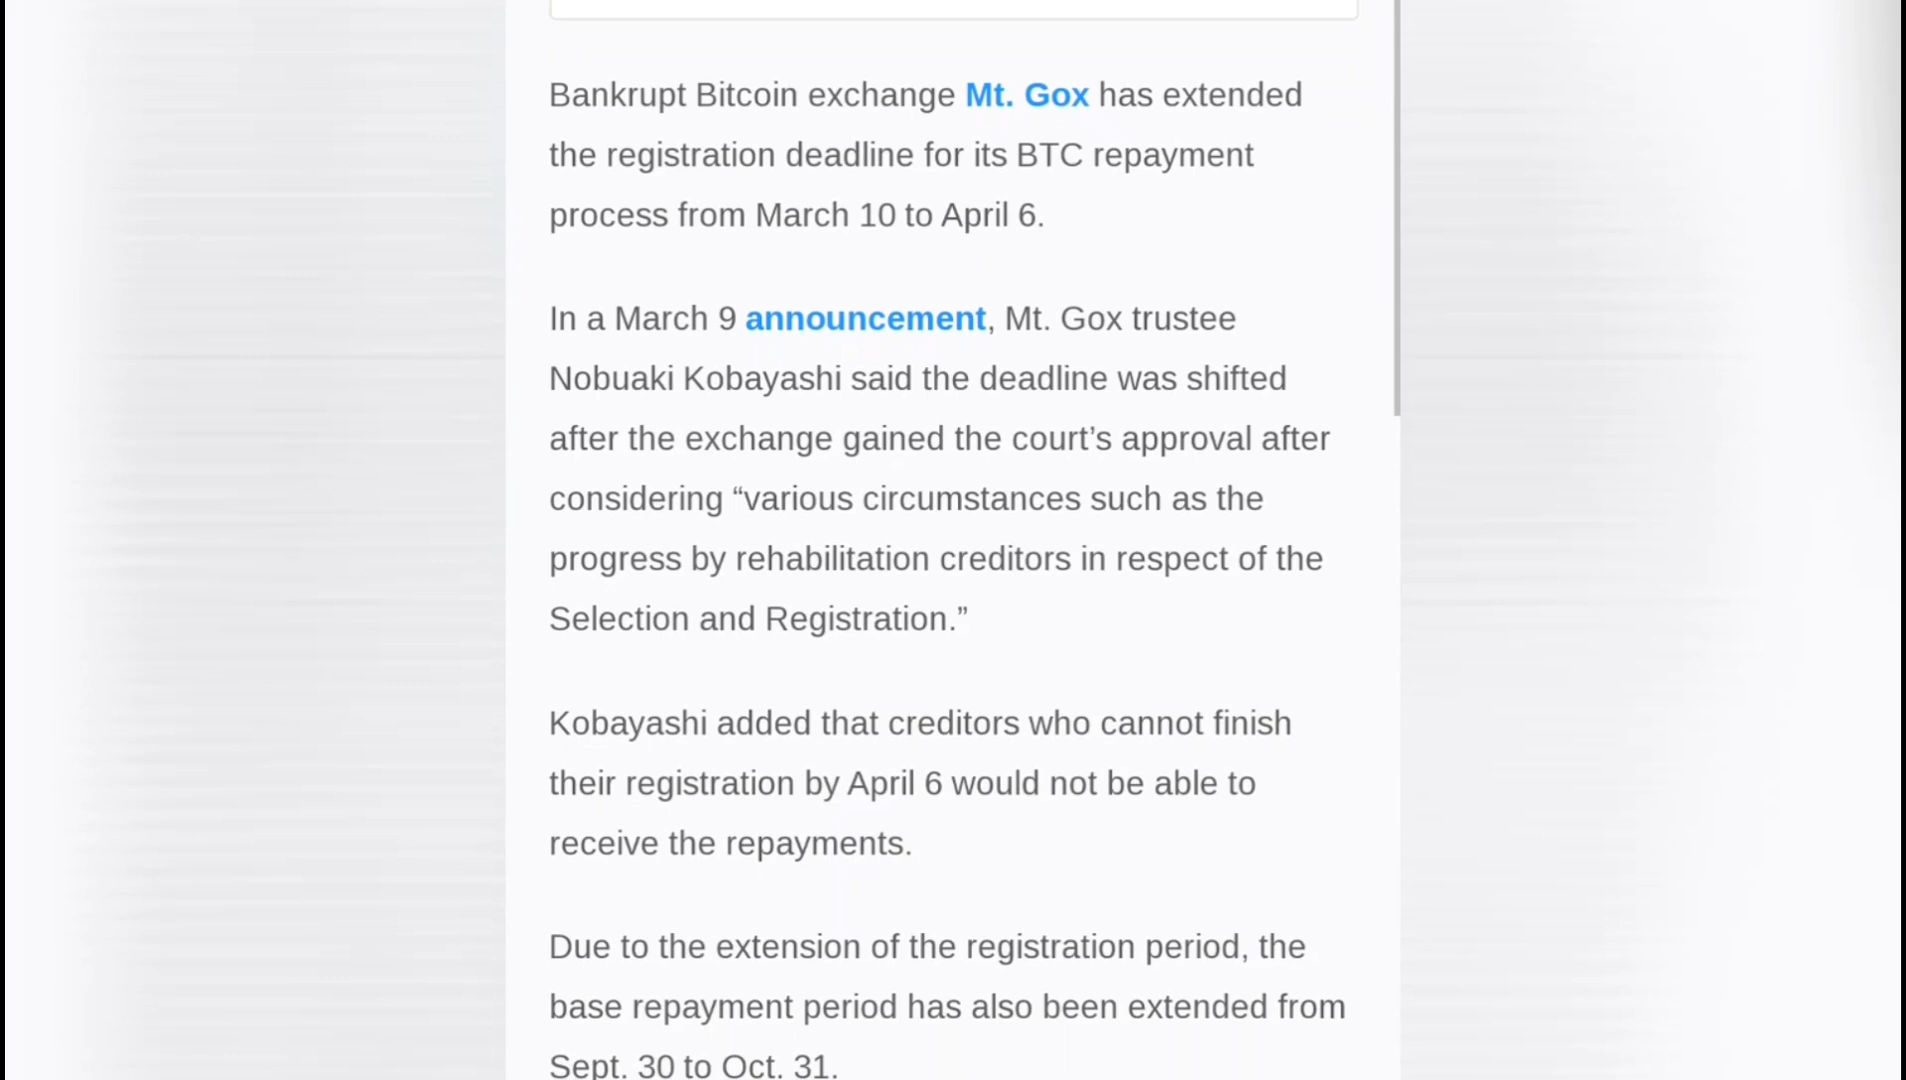 Bankrupt Bitcoin exchange Mt. Gox has extended
the registration deadline for its BTC repayment
process from March 10 to April 6.
In a March 9 announcement, Mt. Gox trustee
Nobuaki Kobayashi said the deadline was shifted
after the exchange gained the court’s approval after
considering “various circumstances such as the
progress by rehabilitation creditors in respect of the
Selection and Registration.”
Kobayashi added that creditors who cannot finish
their registration by April 6 would not be able to
receive the repayments.
Due to the extension of the registration period, the
base repayment period has also been extended from
Sept. 30 to Oct. 31.